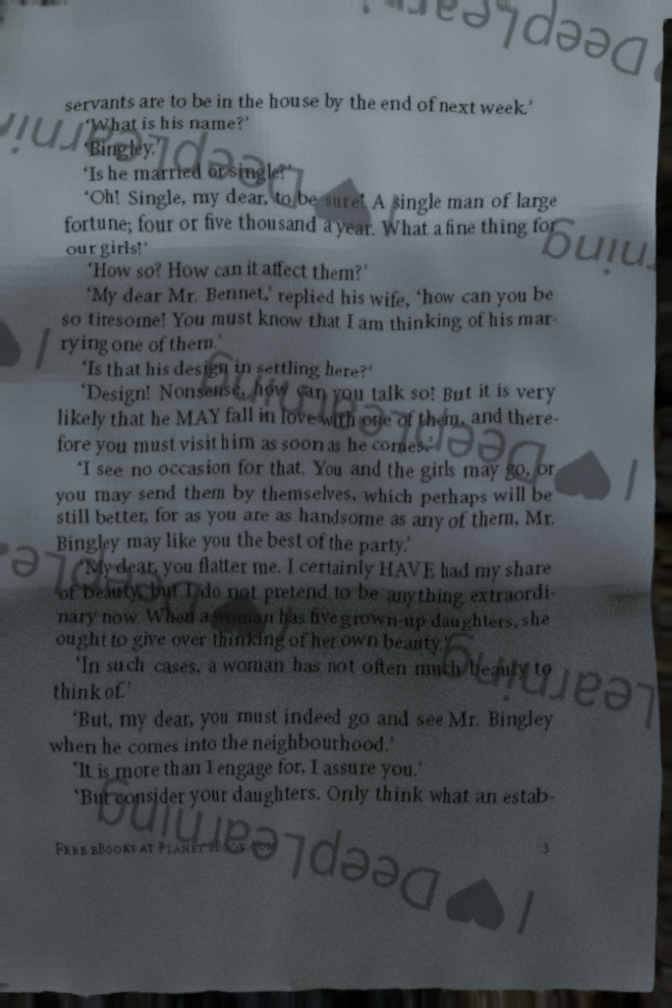 servants are to be in the house by the end of next week.’
‘What is his name?’
‘Bingley.’
‘Is he married or single?’
‘Oh! Single, my dear, to be sure! A single man of large
fortune; four or five thousand a year. What a fine thing for
our girls!’
‘How so? How can it affect them?’
‘My dear Mr. Bennet,’ replied his wife, ‘how can you be
so tiresome! You must know that I am thinking of his mar-
rying one of them.’
‘Is that his design in settling here?’
‘Design! Nonsense, how can you talk so! But it is very
likely that he MAY fall in love with one of them, and there-
fore you must visit him as soon as he comes.’
‘I see no occasion for that. You and the girls may go, or
you may send them by themselves, which perhaps will be
still better, for as you are as handsome as any of them, Mr.
Bingley may like you the best of the party.’
‘My dear, you flatter me. I certainly HAVE had my share
of beauty, but I do not pretend to be anything extraordi-
nary now. When a woman has five grown-up daughters, she
ought to give over thinking of her own beauty.’
‘In such cases, a woman has not often much beauty to
think of.’
‘But, my dear, you must indeed go and see Mr. Bingley
when he comes into the neighbourhood.’
‘It is more than I engage for, I assure you.’
‘But consider your daughters. Only think what an estab-
FREE EBOOKS AT PLANET EBOOK.COM 3
DeepLearni
DeepLearning
I
rning
I
I ♥ DeepLearning
I ♥ DeepLe
Learning
I ♥ DeepLearning